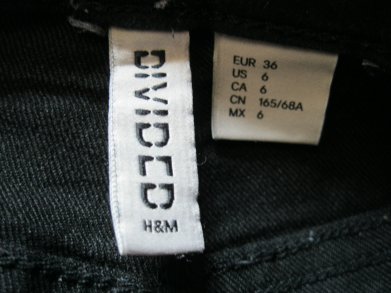 DIVIDED
H&M
EUR 36
US 6
CA 6
CN 165/68A
MX 6